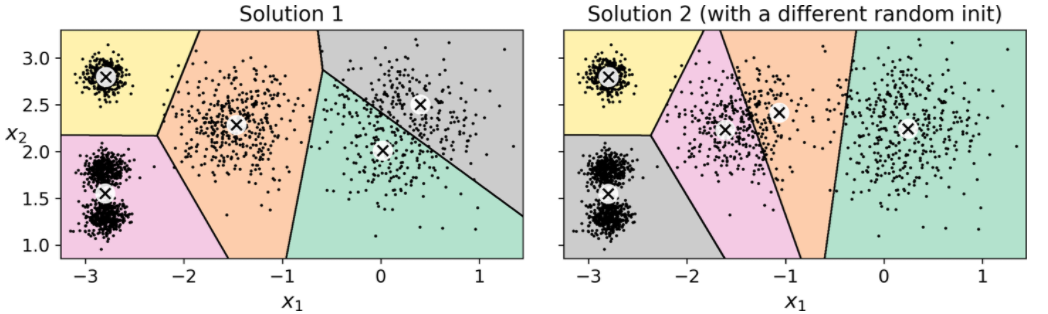 Solution 1
Solution 2 (with a different random init)
3.0
2.5
2.0
1.5
1.0
x₂
−3 −2 −1 0 1
x₁
−3 −2 −1 0 1
x₁